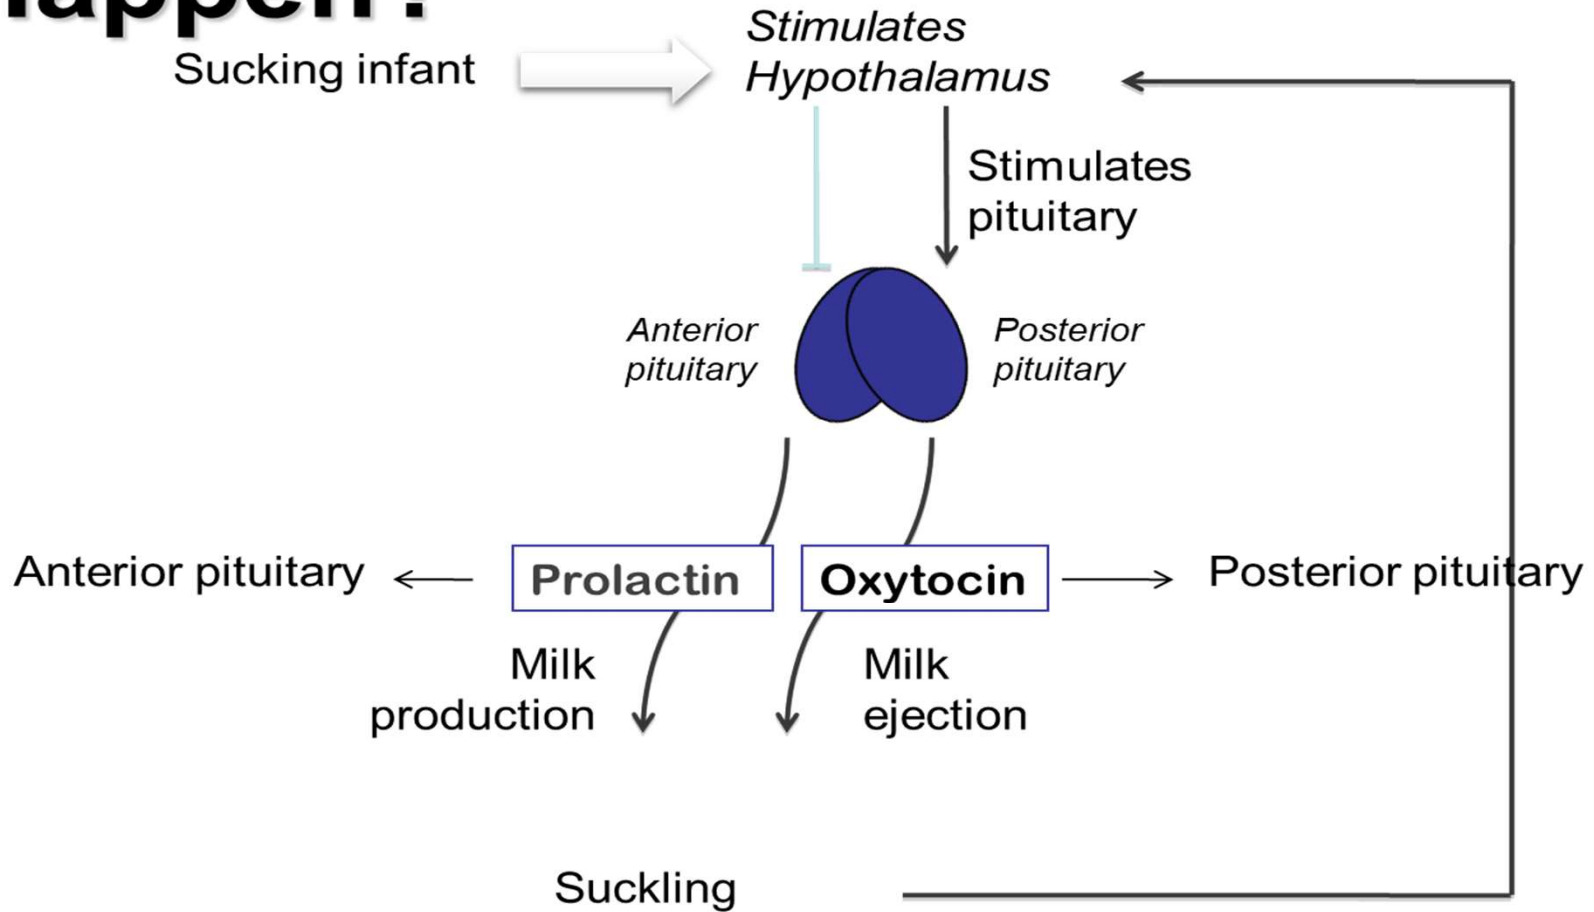 Sucking infant
Stimulates
Hypothalamus
Stimulates
pituitary
Anterior
pituitary
Posterior
pituitary
Anterior pituitary
Prolactin
Oxytocin
Posterior pituitary
Milk
production
Milk
ejection
Suckling